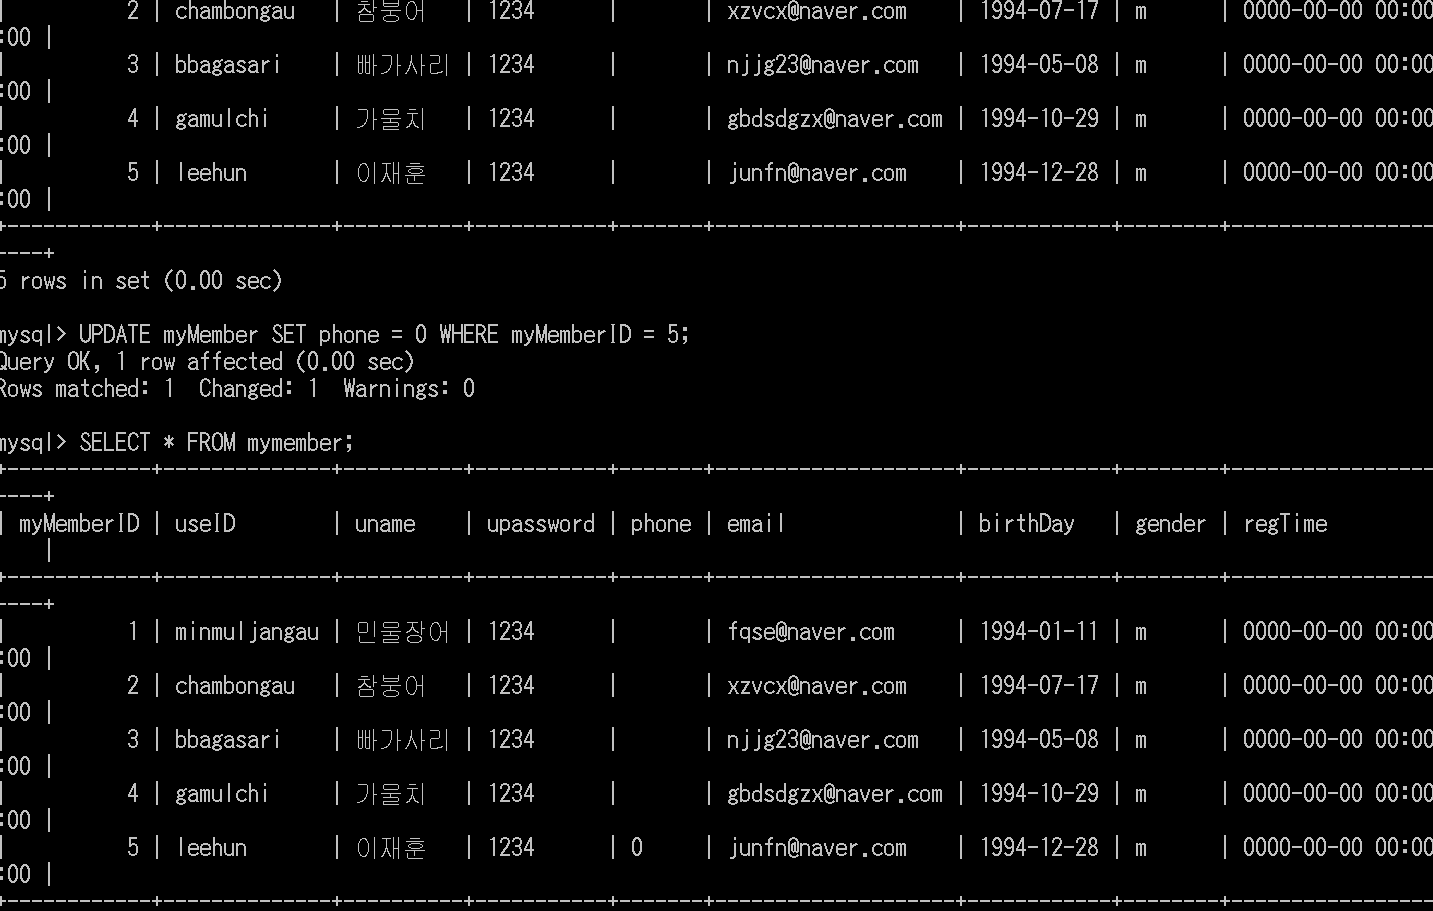 2 | chambongau | 참붕어 | 1234 | | xzvcx@naver.com | 1994-07-17 | m | 0000-00-00 00:00
:00 |
| 3 | bbagasari | 빠가사리 | 1234 | | njjg23@naver.com | 1994-05-08 | m | 0000-00-00 00:00
:00 |
| 4 | gamulchi | 가물치 | 1234 | | gbdsdgzx@naver.com | 1994-10-29 | m | 0000-00-00 00:00
:00 |
| 5 | leehun | 이재훈 | 1234 | | junfn@naver.com | 1994-12-28 | m | 0000-00-00 00:00
:00 |
+------------+--------------+----------+-----------+-------+--------------------+------------+--------+-----------------
----+
5 rows in set (0.00 sec)
mysql> UPDATE myMember SET phone = 0 WHERE myMemberID = 5;
Query OK, 1 row affected (0.00 sec)
Rows matched: 1  Changed: 1  Warnings: 0
mysql> SELECT * FROM mymember;
+------------+--------------+----------+-----------+-------+--------------------+------------+--------+-----------------
----+
| myMemberID | useID | uname | upassword | phone | email | birthDay | gender | regTime
|
+------------+--------------+----------+-----------+-------+--------------------+------------+--------+-----------------
----+
| 1 | minmuljangau | 민물장어 | 1234 | | fqse@naver.com | 1994-01-11 | m | 0000-00-00 00:00
:00 |
| 2 | chambongau | 참붕어 | 1234 | | xzvcx@naver.com | 1994-07-17 | m | 0000-00-00 00:00
:00 |
| 3 | bbagasari | 빠가사리 | 1234 | | njjg23@naver.com | 1994-05-08 | m | 0000-00-00 00:00
:00 |
| 4 | gamulchi | 가물치 | 1234 | | gbdsdgzx@naver.com | 1994-10-29 | m | 0000-00-00 00:00
:00 |
| 5 | leehun | 이재훈 | 1234 | 0 | junfn@naver.com | 1994-12-28 | m | 0000-00-00 00:00
:00 |
+------------+--------------+----------+-----------+-------+--------------------+------------+--------+-----------------